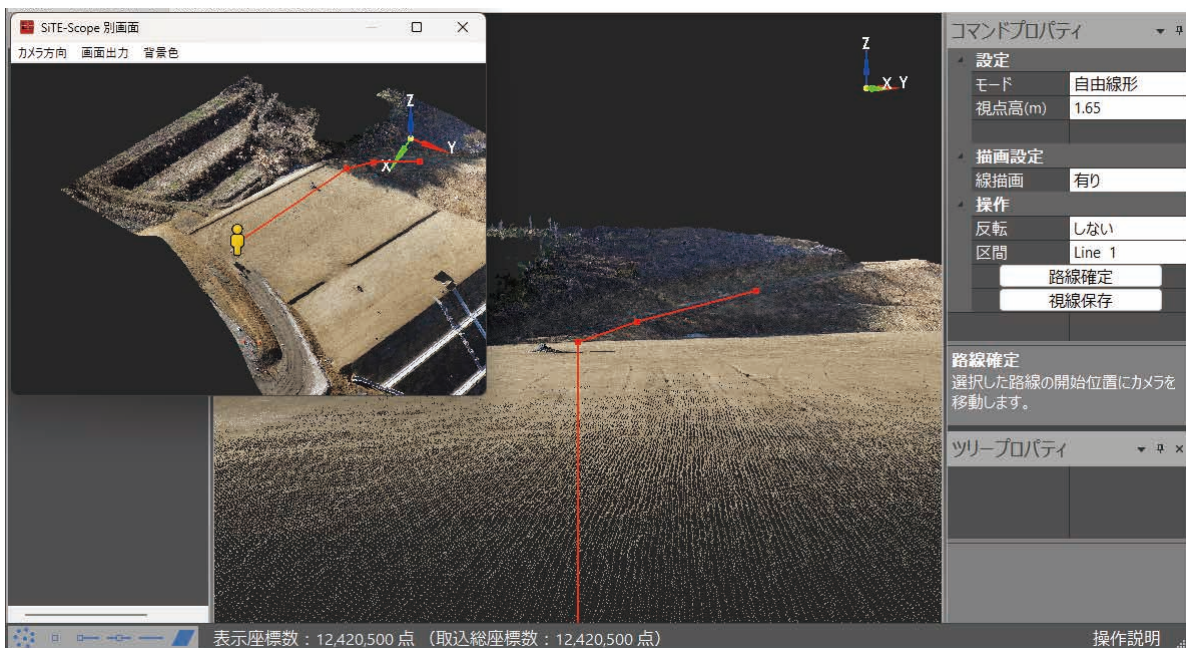 SiTE-Scope 別画面
カメラ方向 画面出力 背景色
Z
Y
X
Z
X Y
コマンドプロパティ
設定
モード 自由線形
視点高(m) 1.65
描画設定
線描画 有り
操作
反転 しない
区間 Line 1
路線確定
視線保存
路線確定
選択した路線の開始位置にカメラを
移動します。
ツリープロパティ
表示座標数:12,420,500 点 (取込総座標数:12,420,500 点)
操作説明